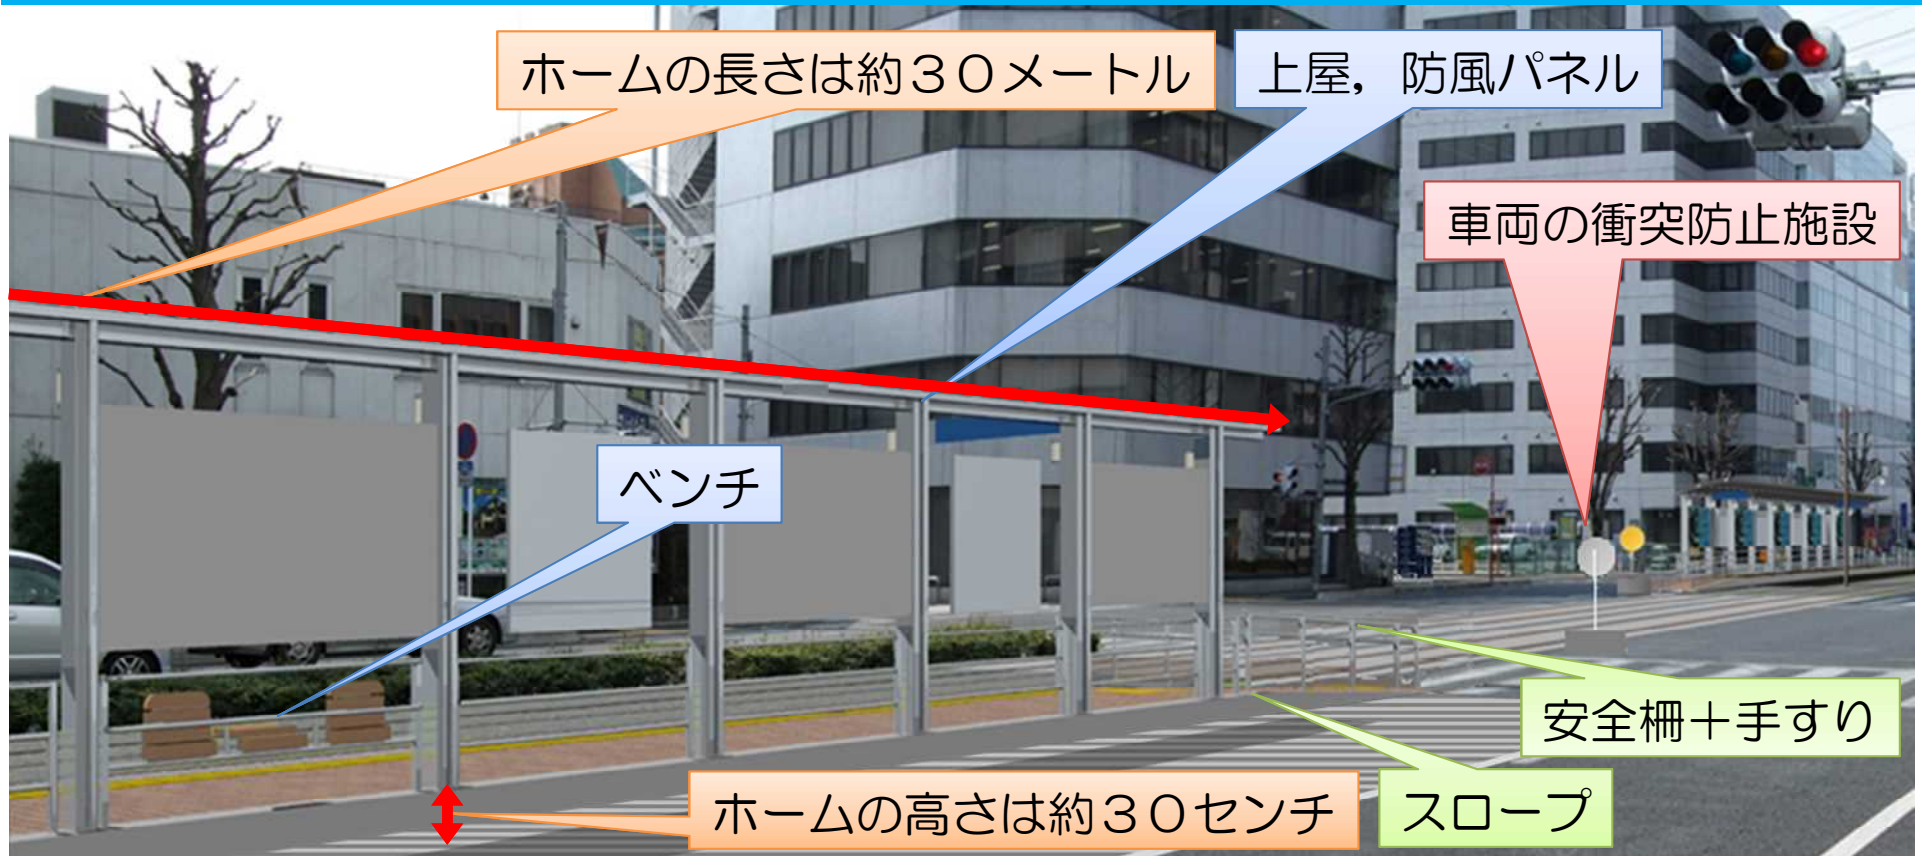 ホームの長さは約３０メートル
上屋，防風パネル
車両の衝突防止施設
ベンチ
安全柵＋手すり
ホームの高さは約３０センチ
スロープ